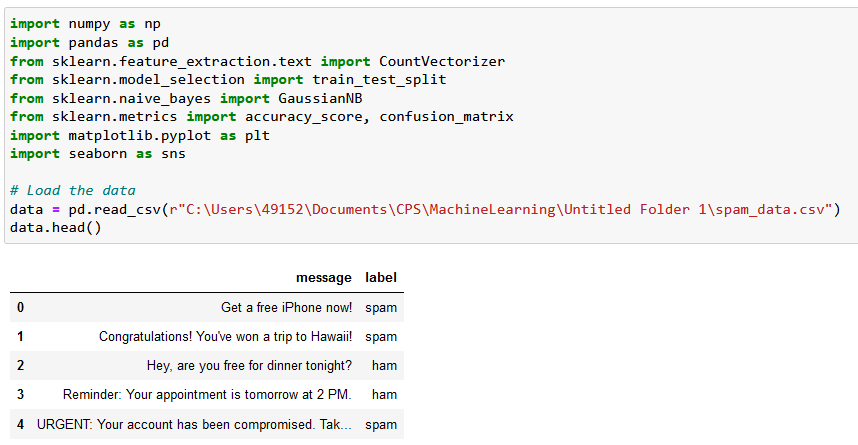 import numpy as np
import pandas as pd
from sklearn.feature_extraction.text import CountVectorizer
from sklearn.model_selection import train_test_split
from sklearn.naive_bayes import GaussianNB
from sklearn.metrics import accuracy_score, confusion_matrix
import matplotlib.pyplot as plt
import seaborn as sns
# Load the data
data = pd.read_csv(r"C:\Users\49152\Documents\CPS\MachineLearning\Untitled Folder 1\spam_data.csv")
data.head()
message label
0 Get a free iPhone now! spam
1 Congratulations! You've won a trip to Hawaii! spam
2 Hey, are you free for dinner tonight? ham
3 Reminder: Your appointment is tomorrow at 2 PM. ham
4 URGENT: Your account has been compromised. Tak... spam